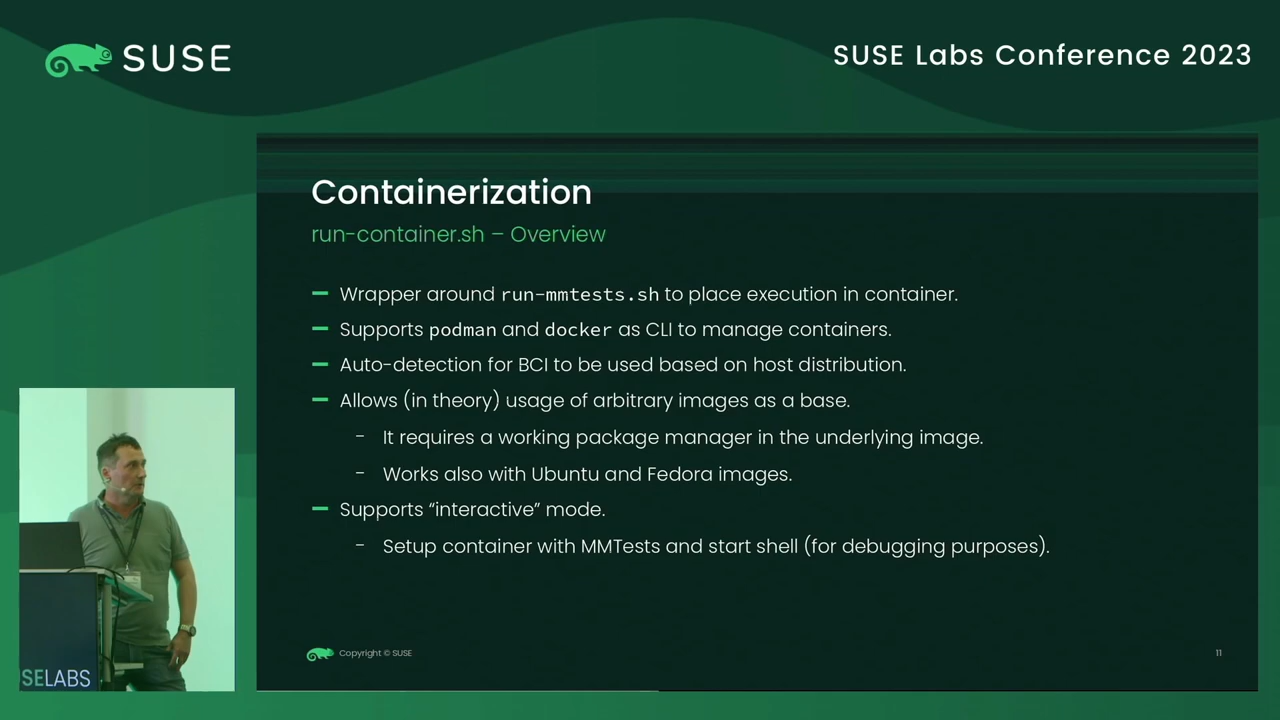 SUSE
SUSE Labs Conference 2023
Containerization
run-container.sh – Overview
Wrapper around run-mmtests.sh to place execution in container.
Supports podman and docker as CLI to manage containers.
Auto-detection for BCI to be used based on host distribution.
Allows (in theory) usage of arbitrary images as a base.
- It requires a working package manager in the underlying image.
- Works also with Ubuntu and Fedora images.
Supports “interactive” mode.
- Setup container with MMTests and start shell (for debugging purposes).
SELABS
Copyright © SUSE
11